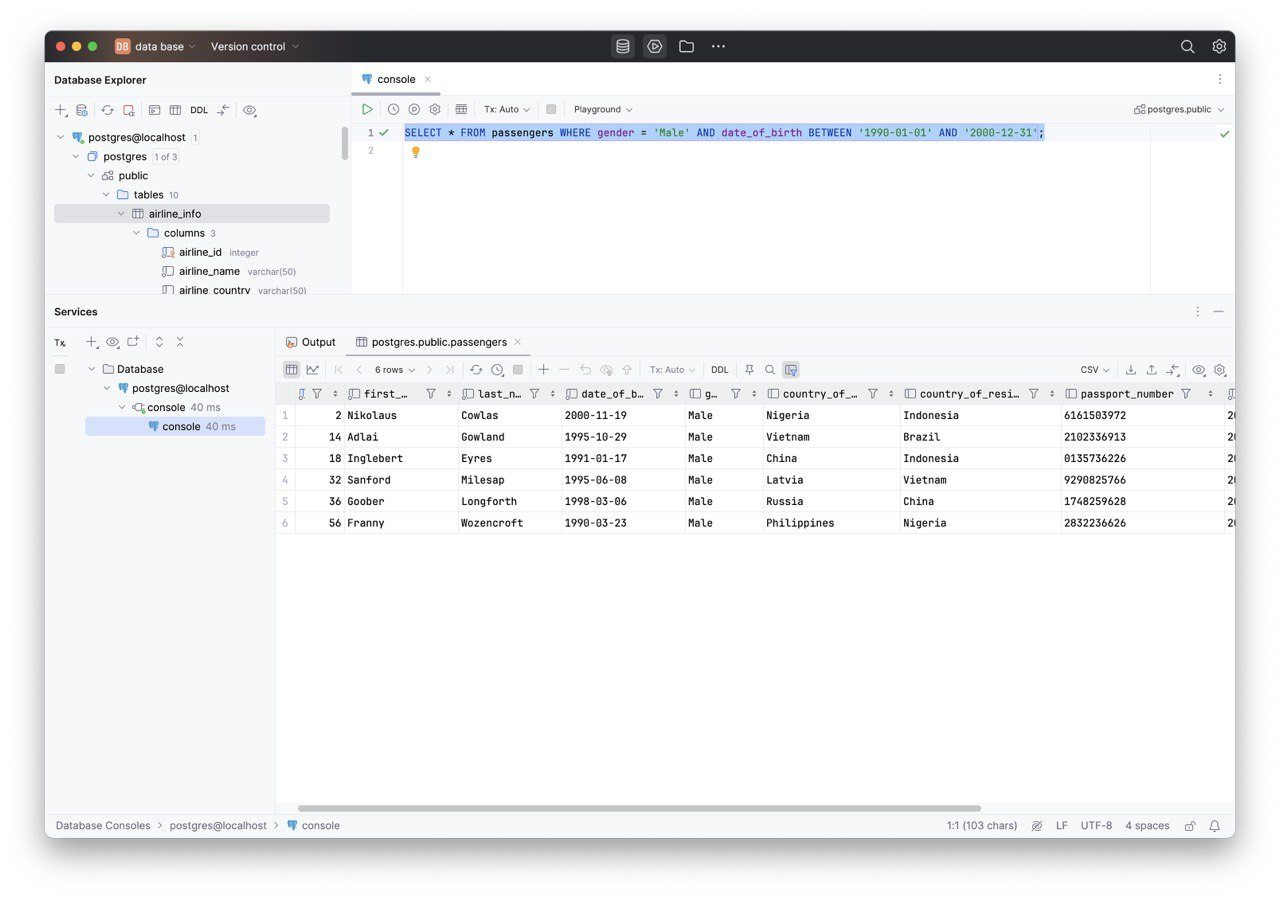 DB data base Version control
Database Explorer
console
DDL
Tx: Auto Playground postgres.public
postgres@localhost 1
postgres 1 of 3
public
tables 10
airline_info
columns 3
airline_id integer
airline_name varchar(50)
airline_country varchar(50)
1 SELECT * FROM passengers WHERE gender = 'Male' AND date_of_birth BETWEEN '1990-01-01' AND '2000-12-31';
2
Services
Tx
Output postgres.public.passengers
Database
postgres@localhost
console 40 ms
console 40 ms
6 rows Tx: Auto DDL CSV
first_… last_n… date_of_b… g… country_of_… country_of_resi… passport_number
1 2 Nikolaus Cowlas 2000-11-19 Male Nigeria Indonesia 6161503972
2 14 Adlai Gowland 1995-10-29 Male Vietnam Brazil 2102336913
3 18 Inglebert Eyres 1991-01-17 Male China Indonesia 0135736226
4 32 Sanford Milesap 1995-06-08 Male Latvia Vietnam 9290825766
5 36 Goober Longforth 1998-03-06 Male Russia China 1748259628
6 56 Franny Wozencroft 1990-03-23 Male Philippines Nigeria 2832236626
Database Consoles > postgres@localhost > console
1:1 (103 chars) LF UTF-8 4 spaces